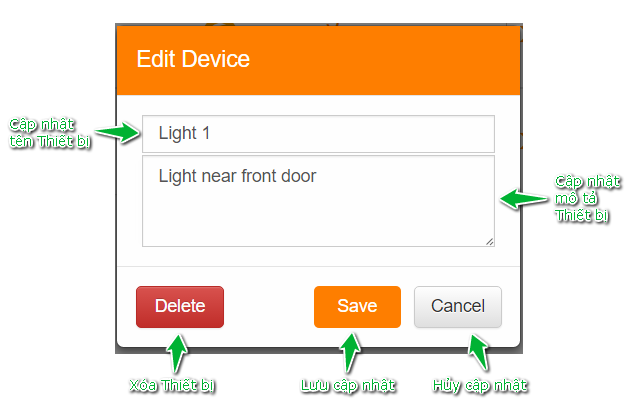 Edit Device
Cập nhật
tên Thiết bị
Light 1
Light near front door
Cập nhật
mô tả
Thiết bị
Delete
Save
Cancel
Xóa Thiết bị
Lưu cập nhật
Hủy cập nhật